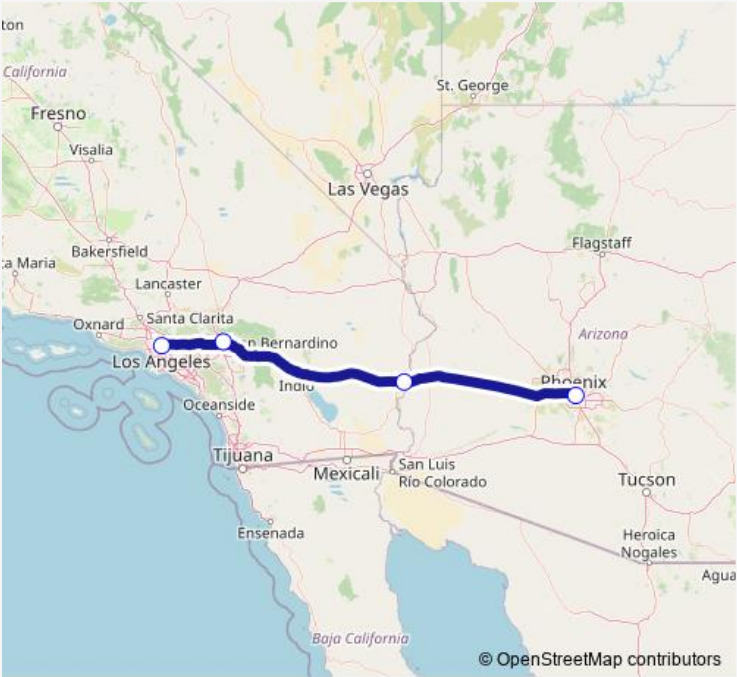 ton
California
St. George
Fresno
Visalia
Las Vegas
Bakersfield
Flagstaff
ta Maria
Lancaster
Santa Clarita
Oxnard
n Bernardino
Arizona
Los Angeles
Indio
Phoenix
Oceanside
Tijuana
Mexicali
San Luis
Río Colorado
Tucson
Ensenada
Heroica
Nogales
Agua
Baja California
© OpenStreetMap contributors